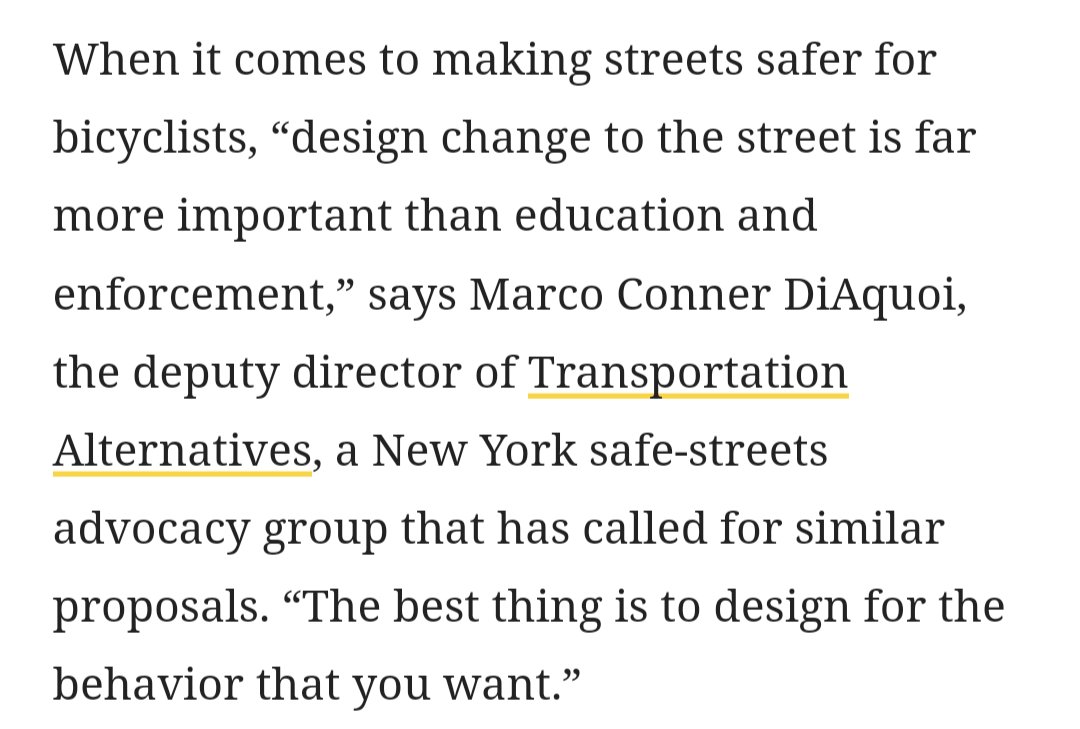 When it comes to making streets safer for
bicyclists, “design change to the street is far
more important than education and
enforcement,” says Marco Conner DiAquoi,
the deputy director of Transportation
Alternatives, a New York safe-streets
advocacy group that has called for similar
proposals. “The best thing is to design for the
behavior that you want.”